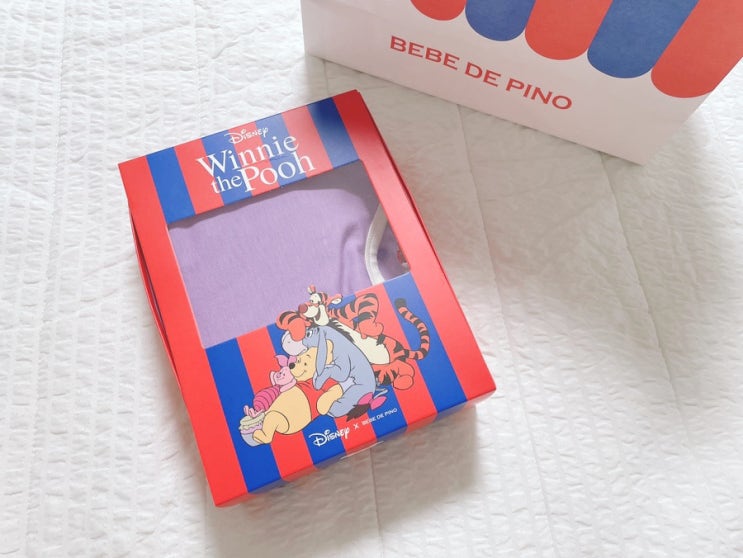 BEBE DE PINO
Disney
Winnie
the Pooh
Disney X BEBE DE PINO